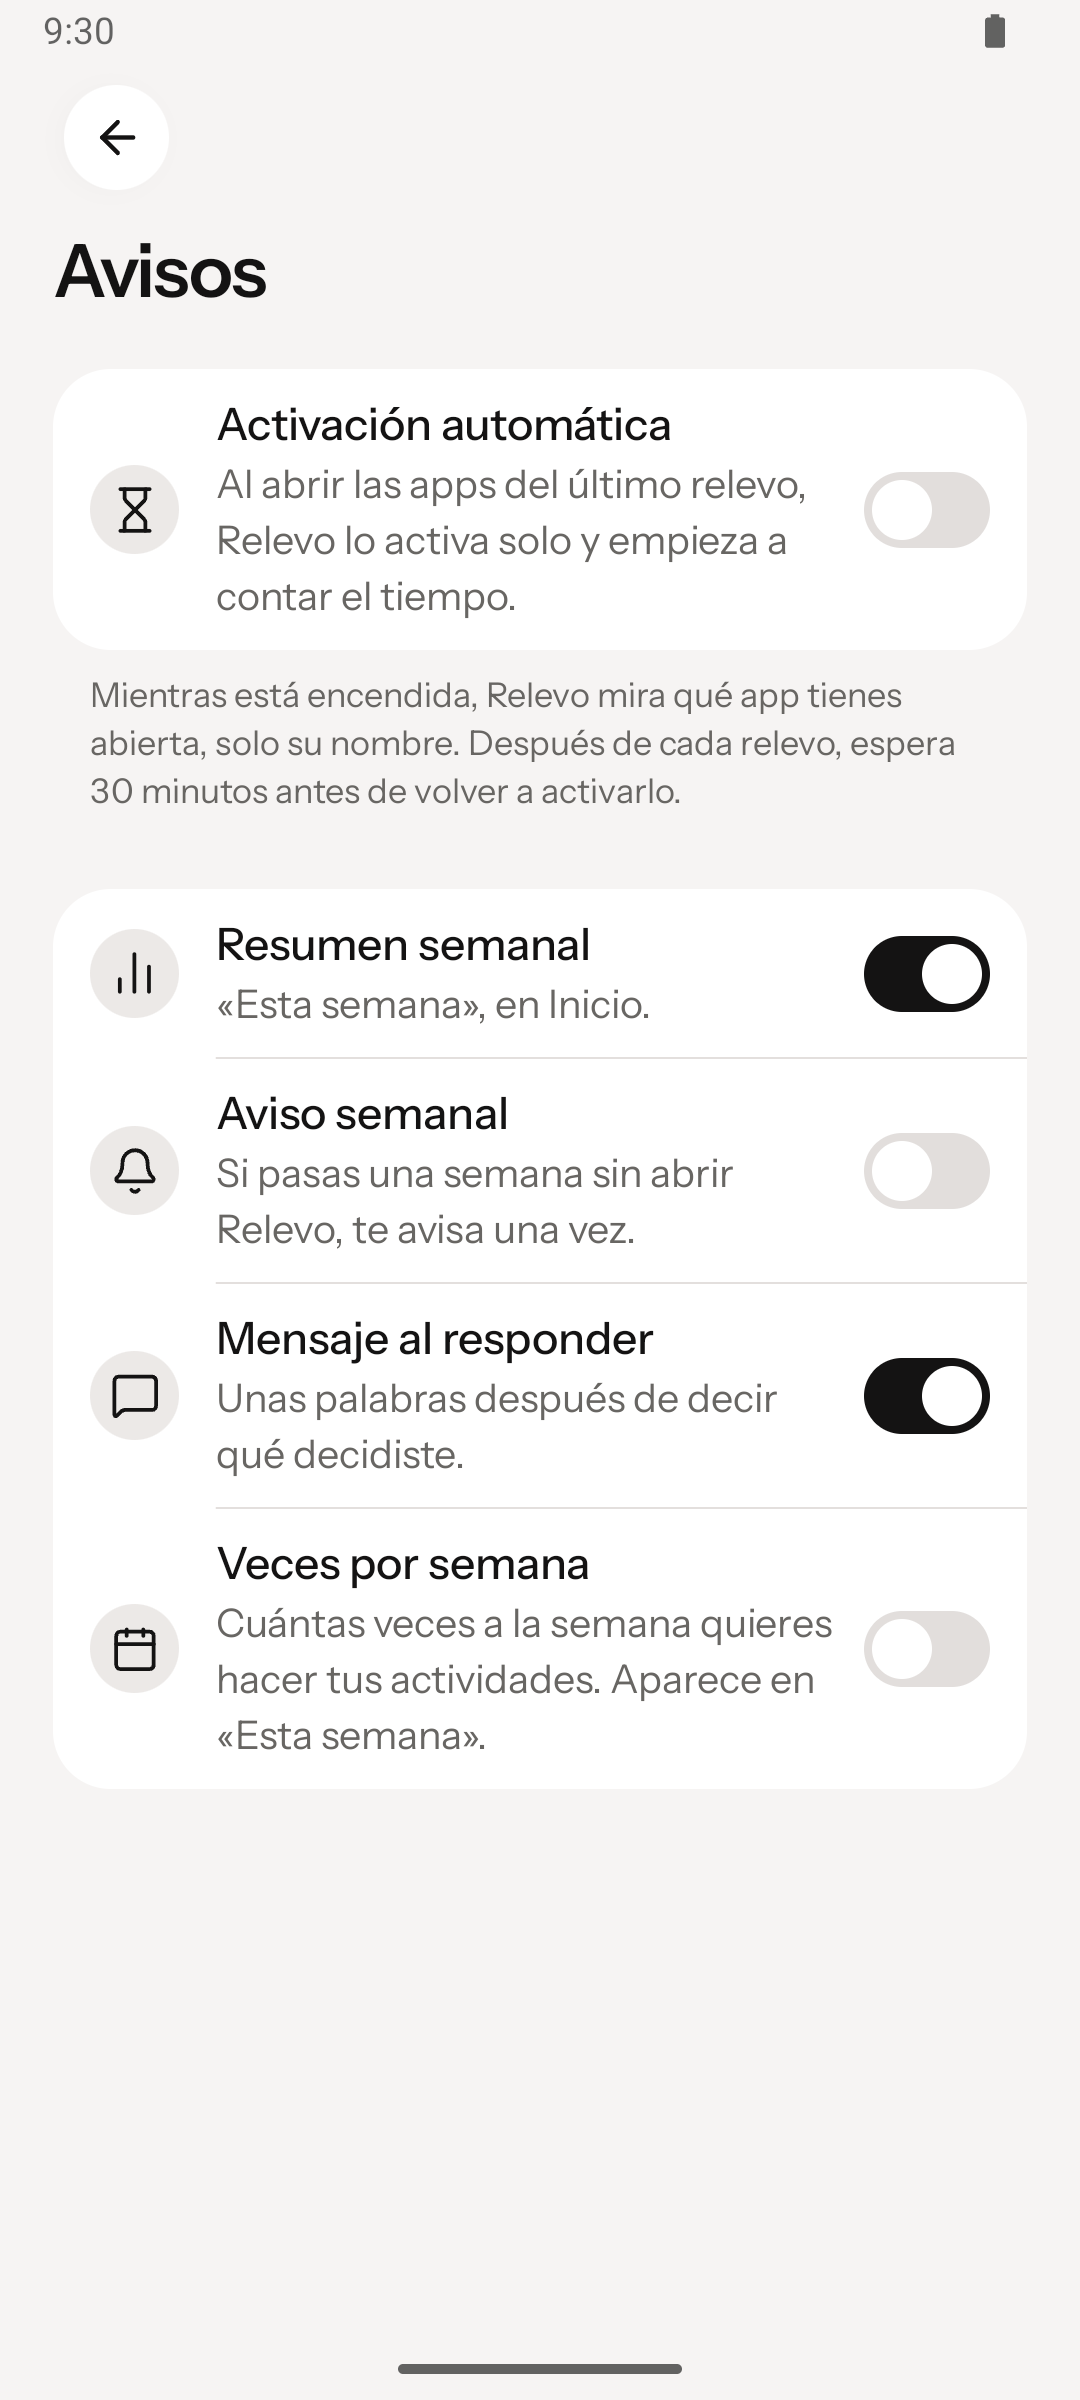 9:30
Avisos
Activación automática
Al abrir las apps del último relevo,
Relevo lo activa solo y empieza a
contar el tiempo.
Mientras está encendida, Relevo mira qué app tienes
abierta, solo su nombre. Después de cada relevo, espera
30 minutos antes de volver a activarlo.
Resumen semanal
«Esta semana», en Inicio.
Aviso semanal
Si pasas una semana sin abrir
Relevo, te avisa una vez.
Mensaje al responder
Unas palabras después de decir
qué decidiste.
Veces por semana
Cuántas veces a la semana quieres
hacer tus actividades. Aparece en
«Esta semana».